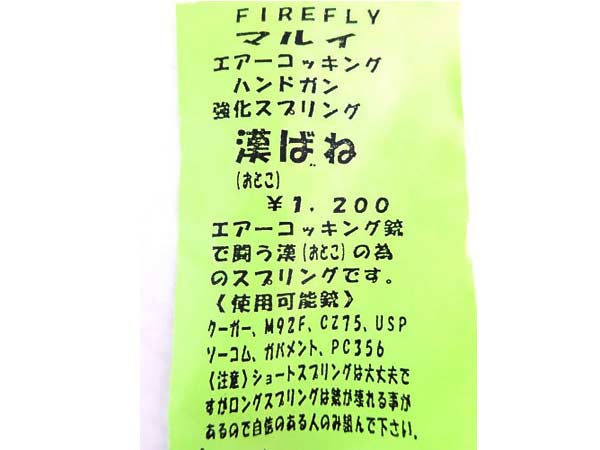 FIREFLY
マルイ
エアーコッキング
ハンドガン
強化スプリング
漢ばね
(おとこ)
¥1,200
エアーコッキング銃
で闘う漢(おとこ)の為
のスプリングです。
《使用可能銃》
クーガー、M92F、CZ75、USP
ソーコム、ガバメント、PC356
《注意》ショートスプリングは大丈夫で
すがロングスプリングは銃が壊れる事が
あるので自信のある人のみ組んで下さい。